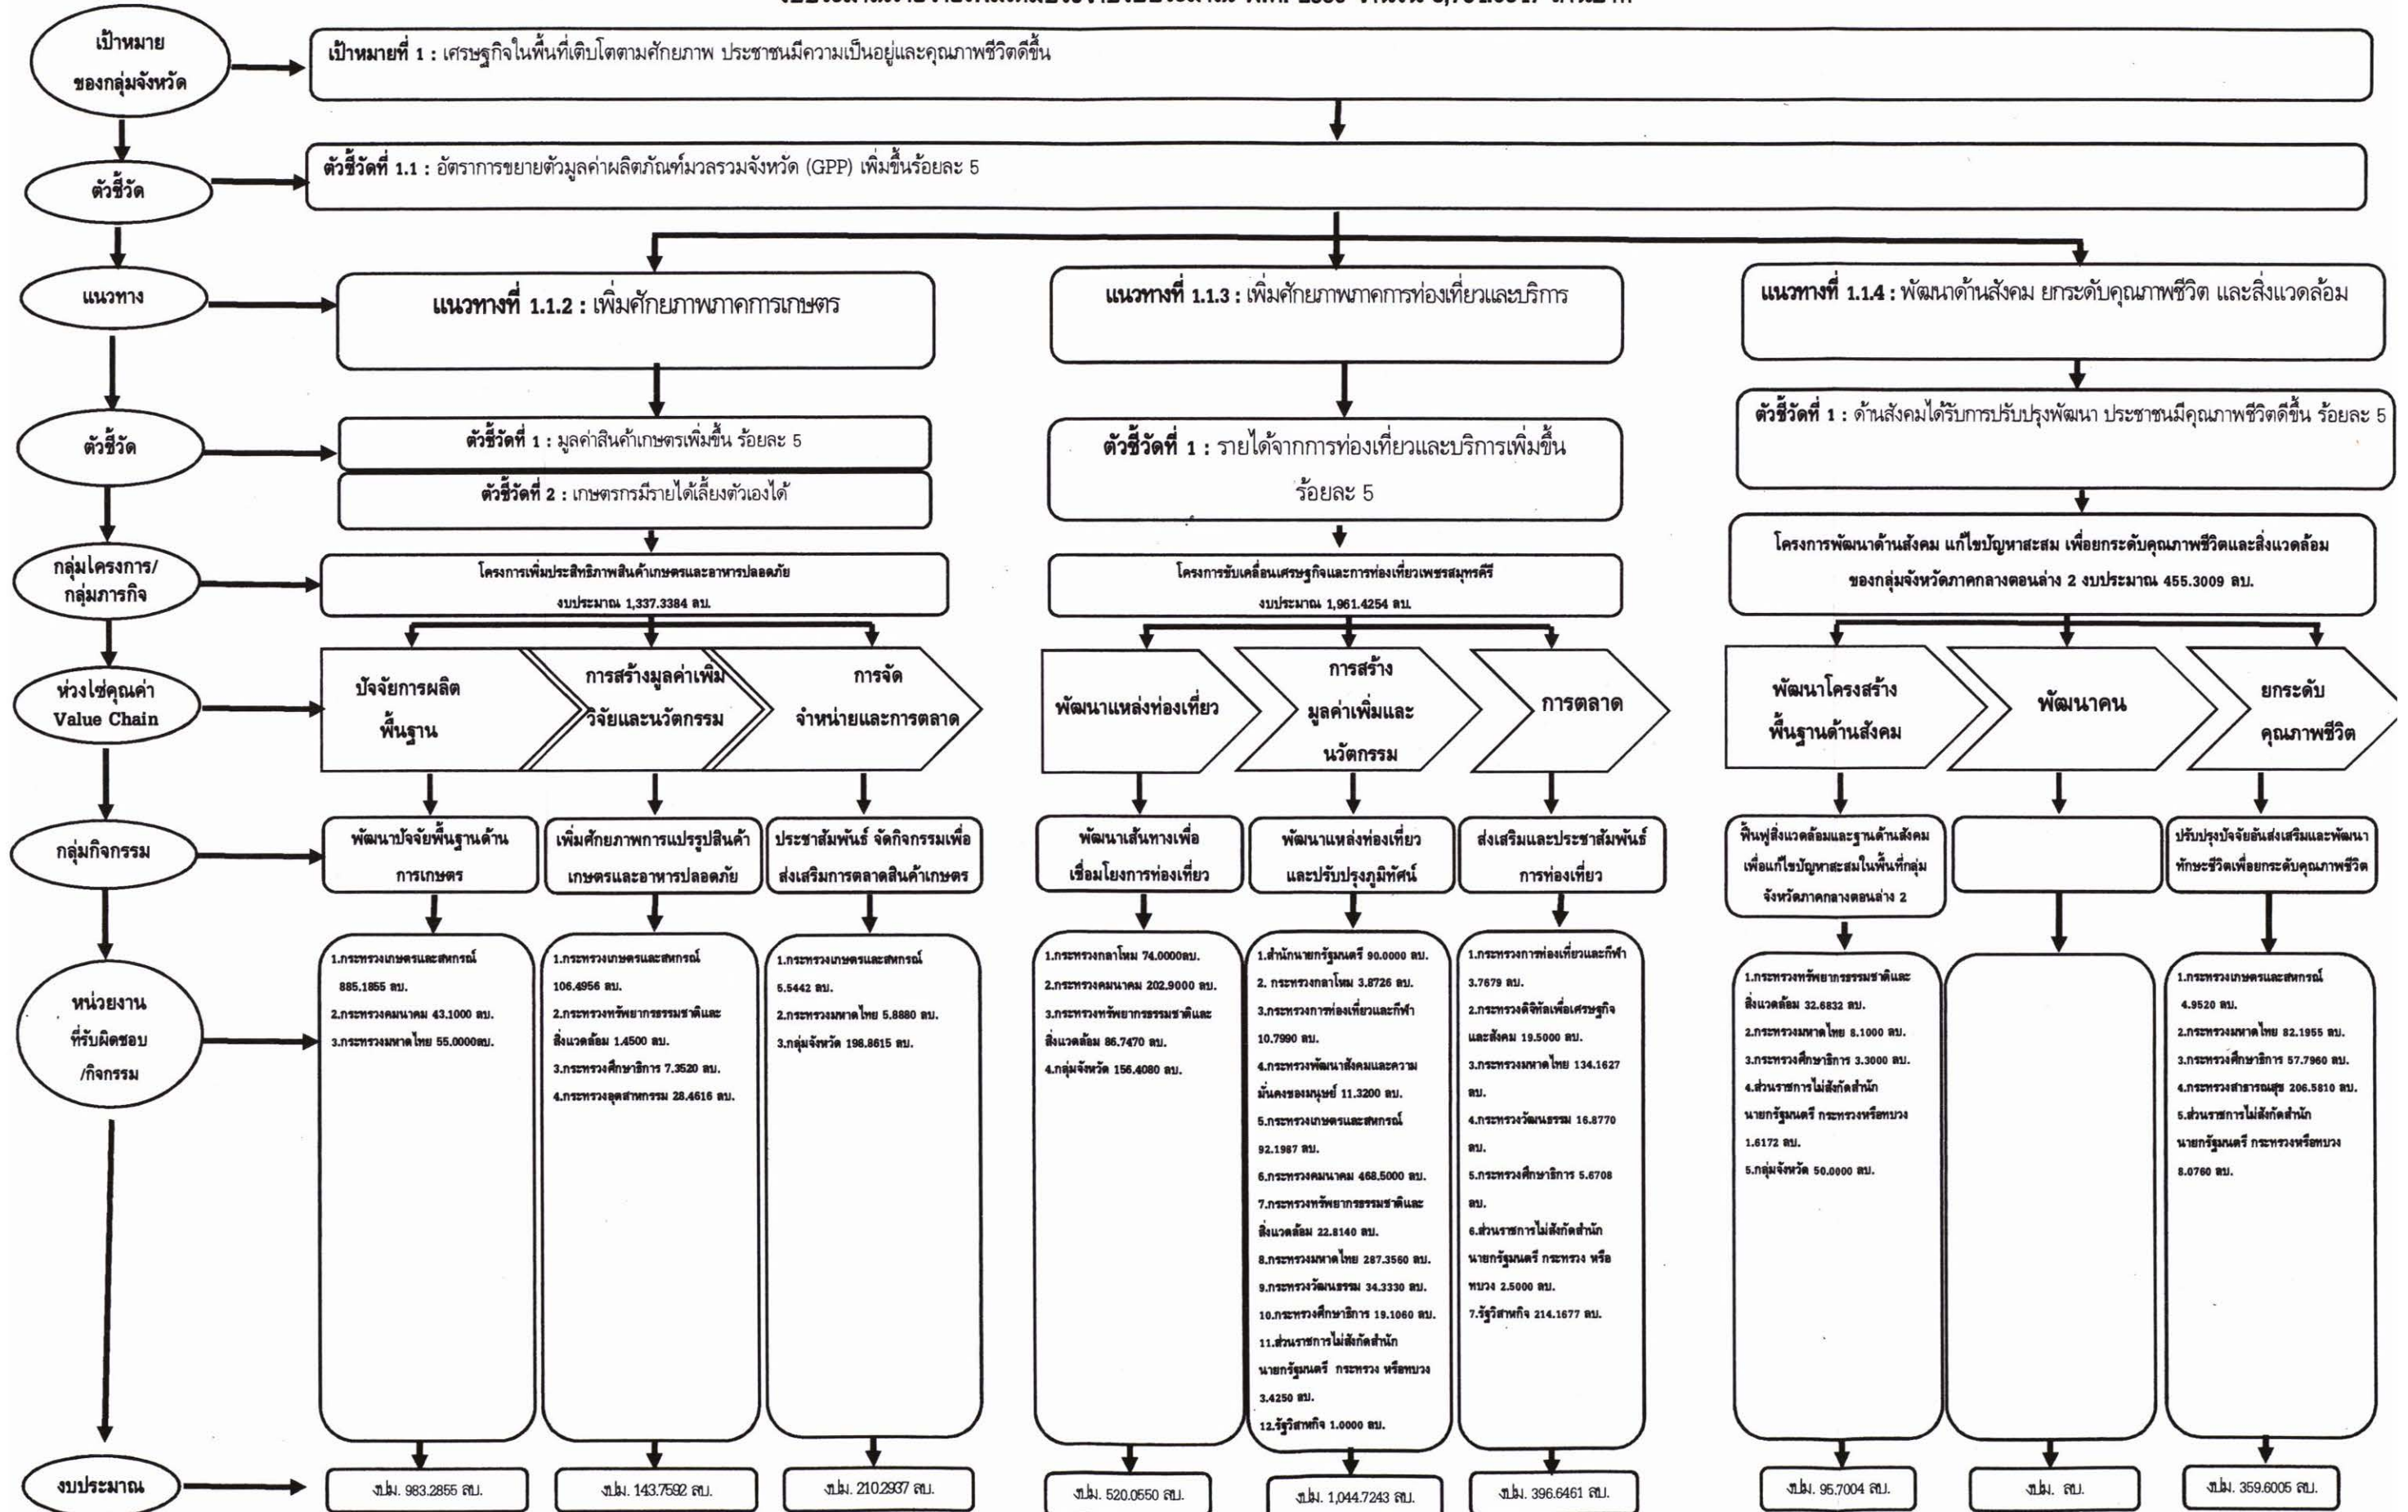 เป้าหมาย
ของกลุ่มจังหวัด
เป้าหมายที่ 1 : เศรษฐกิจในพื้นที่เติบโตตามศักยภาพ ประชาชนมีความเป็นอยู่และคุณภาพชีวิตดีขึ้น
ตัวชี้วัด
ตัวชี้วัดที่ 1.1 : อัตราการขยายตัวมูลค่าผลิตภัณฑ์มวลรวมจังหวัด (GPP) เพิ่มขึ้นร้อยละ 5
แนวทาง
แนวทางที่ 1.1.2 : เพิ่มศักยภาพภาคการเกษตร
แนวทางที่ 1.1.3 : เพิ่มศักยภาพภาคการท่องเที่ยวและบริการ
แนวทางที่ 1.1.4 : พัฒนาด้านสังคม ยกระดับคุณภาพชีวิต และสิ่งแวดล้อม
ตัวชี้วัด
ตัวชี้วัดที่ 1 : มูลค่าสินค้าเกษตรเพิ่มขึ้น ร้อยละ 5
ตัวชี้วัดที่ 2 : เกษตรกรมีรายได้เลี้ยงตัวเองได้
ตัวชี้วัดที่ 1 : รายได้จากการท่องเที่ยวและบริการเพิ่มขึ้น
ร้อยละ 5
ตัวชี้วัดที่ 1 : ด้านสังคมได้รับการปรับปรุงพัฒนา ประชาชนมีคุณภาพชีวิตดีขึ้น ร้อยละ 5
กลุ่มโครงการ/
กลุ่มภารกิจ
โครงการเพิ่มประสิทธิภาพสินค้าเกษตรและอาหารปลอดภัย
งบประมาณ 1,337.3384 ลบ.
โครงการขับเคลื่อนเศรษฐกิจและการท่องเที่ยวเพชรสมุทรคีรี
งบประมาณ 1,961.4254 ลบ.
โครงการพัฒนาด้านสังคม แก้ไขปัญหาสะสม เพื่อยกระดับคุณภาพชีวิตและสิ่งแวดล้อม
ของกลุ่มจังหวัดภาคกลางตอนล่าง 2 งบประมาณ 455.3009 ลบ.
ห่วงโซ่คุณค่า
Value Chain
ปัจจัยการผลิต
พื้นฐาน
การสร้างมูลค่าเพิ่ม
วิจัยและนวัตกรรม
การจัด
จำหน่ายและการตลาด
พัฒนาแหล่งท่องเที่ยว
การสร้าง
มูลค่าเพิ่มและ
นวัตกรรม
การตลาด
พัฒนาโครงสร้าง
พื้นฐานด้านสังคม
พัฒนาคน
ยกระดับ
คุณภาพชีวิต
กลุ่มกิจกรรม
พัฒนาปัจจัยพื้นฐานด้าน
การเกษตร
เพิ่มศักยภาพการแปรรูปสินค้า
เกษตรและอาหารปลอดภัย
ประชาสัมพันธ์ จัดกิจกรรมเพื่อ
ส่งเสริมการตลาดสินค้าเกษตร
พัฒนาเส้นทางเพื่อ
เชื่อมโยงการท่องเที่ยว
พัฒนาแหล่งท่องเที่ยว
และปรับปรุงภูมิทัศน์
ส่งเสริมและประชาสัมพันธ์
การท่องเที่ยว
ฟื้นฟูสิ่งแวดล้อมและฐานด้านสังคม
เพื่อแก้ไขปัญหาสะสมในพื้นที่กลุ่ม
จังหวัดภาคกลางตอนล่าง 2
ปรับปรุงปัจจัยอันส่งเสริมและพัฒนา
ทักษะชีวิตเพื่อยกระดับคุณภาพชีวิต
หน่วยงาน
ที่รับผิดชอบ
/กิจกรรม
1.กระทรวงเกษตรและสหกรณ์
885.1855 ลบ.
2.กระทรวงคมนาคม 43.1000 ลบ.
3.กระทรวงมหาดไทย 55.0000ลบ.
1.กระทรวงเกษตรและสหกรณ์
106.4956 ลบ.
2.กระทรวงทรัพยากรธรรมชาติและ
สิ่งแวดล้อม 1.4500 ลบ.
3.กระทรวงศึกษาธิการ 7.3520 ลบ.
4.กระทรวงอุตสาหกรรม 28.4616 ลบ.
1.กระทรวงเกษตรและสหกรณ์
5.5442 ลบ.
2.กระทรวงมหาดไทย 5.8880 ลบ.
3.กลุ่มจังหวัด 198.8615 ลบ.
1.กระทรวงกลาโหม 74.0000ลบ.
2.กระทรวงคมนาคม 202.9000 ลบ.
3.กระทรวงทรัพยากรธรรมชาติและ
สิ่งแวดล้อม 86.7470 ลบ.
4.กลุ่มจังหวัด 156.4080 ลบ.
1.สำนักนายกรัฐมนตรี 90.0000 ลบ.
2. กระทรวงกลาโหม 3.8726 ลบ.
3.กระทรวงการท่องเที่ยวและกีฬา
10.7990 ลบ.
4.กระทรวงพัฒนาสังคมและความ
มั่นคงของมนุษย์ 11.3200 ลบ.
5.กระทรวงเกษตรและสหกรณ์
92.1987 ลบ.
6.กระทรวงคมนาคม 468.5000 ลบ.
7.กระทรวงทรัพยากรธรรมชาติและ
สิ่งแวดล้อม 22.8140 ลบ.
8.กระทรวงมหาดไทย 287.3560 ลบ.
9.กระทรวงวัฒนธรรม 34.3330 ลบ.
10.กระทรวงศึกษาธิการ 19.1060 ลบ.
11.ส่วนราชการไม่สังกัดสำนัก
นายกรัฐมนตรี กระทรวง หรือทบวง
3.4250 ลบ.
12.รัฐวิสาหกิจ 1.0000 ลบ.
1.กระทรวงการท่องเที่ยวและกีฬา
3.7679 ลบ.
2.กระทรวงดิจิทัลเพื่อเศรษฐกิจ
และสังคม 19.5000 ลบ.
3.กระทรวงมหาดไทย 134.1627
ลบ.
4.กระทรวงวัฒนธรรม 16.8770
ลบ.
5.กระทรวงศึกษาธิการ 5.6708
ลบ.
6.ส่วนราชการไม่สังกัดสำนัก
นายกรัฐมนตรี กระทรวง หรือ
ทบวง 2.5000 ลบ.
7.รัฐวิสาหกิจ 214.1677 ลบ.
1.กระทรวงทรัพยากรธรรมชาติและ
สิ่งแวดล้อม 32.6832 ลบ.
2.กระทรวงมหาดไทย 8.1000 ลบ.
3.กระทรวงศึกษาธิการ 3.3000 ลบ.
4.ส่วนราชการไม่สังกัดสำนัก
นายกรัฐมนตรี กระทรวงหรือทบวง
1.6172 ลบ.
5.กลุ่มจังหวัด 50.0000 ลบ.
1.กระทรวงเกษตรและสหกรณ์
4.9520 ลบ.
2.กระทรวงมหาดไทย 82.1955 ลบ.
3.กระทรวงศึกษาธิการ 57.7960 ลบ.
4.กระทรวงสาธารณสุข 206.5810 ลบ.
5.ส่วนราชการไม่สังกัดสำนัก
นายกรัฐมนตรี กระทรวงหรือทบวง
8.0760 ลบ.
งบประมาณ
งปม. 983.2855 ลบ.
งปม. 143.7592 ลบ.
งปม. 210.2937 ลบ.
งปม. 520.0550 ลบ.
งปม. 1,044.7243 ลบ.
งปม. 396.6461 ลบ.
งปม. 95.7004 ลบ.
งปม. ลบ.
งปม. 359.6005 ลบ.